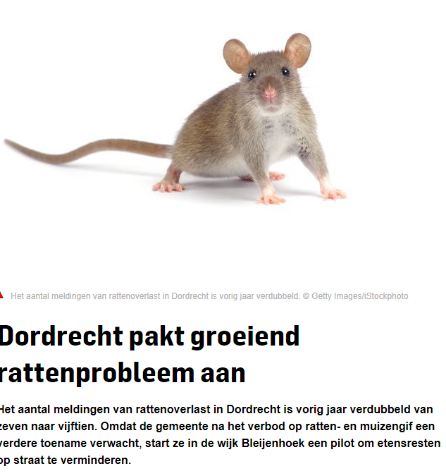 Het aantal meldingen van rattenoverlast in Dordrecht is vorig jaar verdubbeld. © Getty Images/iStockphoto
Dordrecht pakt groeiend
rattenprobleem aan
Het aantal meldingen van rattenoverlast in Dordrecht is vorig jaar verdubbeld van
zeven naar vijftien. Omdat de gemeente na het verbod op ratten- en muizengif een
verdere toename verwacht, start ze in de wijk Bleijenhoek een pilot om etensresten
op straat te verminderen.